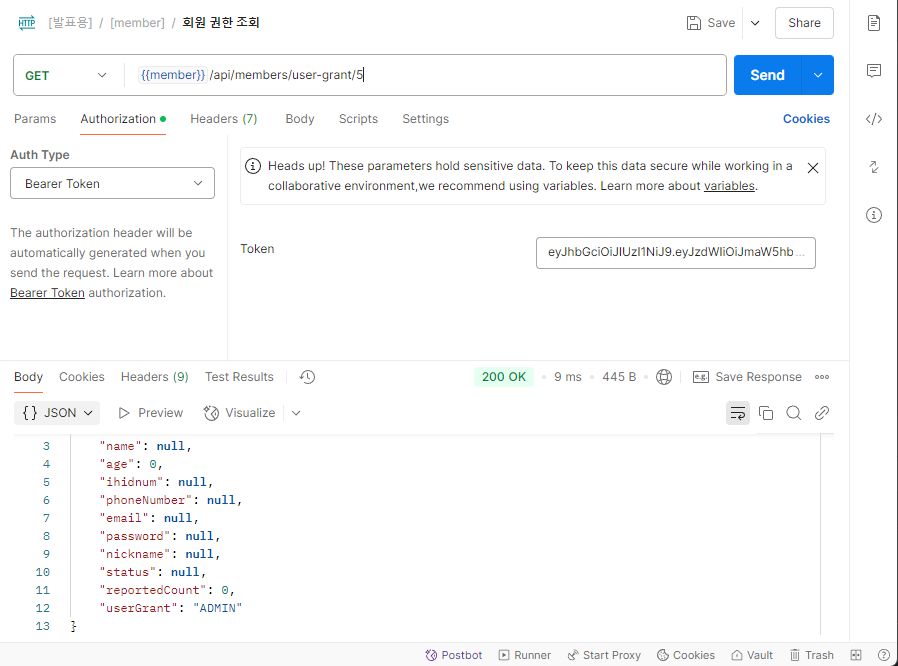 HTTP [발표용] / [member] / 회원 권한 조회 Save Share
GET {{member}} /api/members/user-grant/5 Send
Params Authorization Headers (7) Body Scripts Settings Cookies
Auth Type
Bearer Token
The authorization header will be
automatically generated when you
send the request. Learn more about
Bearer Token authorization.
Heads up! These parameters hold sensitive data. To keep this data secure while working in a
collaborative environment,we recommend using variables. Learn more about variables.
Token eyJhbGciOiJIUzI1NiJ9.eyJzdWIiOiJmaW5hb ...
Body Cookies Headers (9) Test Results 200 OK 9 ms 445 B e.g. Save Response
{} JSON Preview Visualize
3 "name": null,
4 "age": 0,
5 "ihidnum": null,
6 "phoneNumber": null,
7 "email": null,
8 "password": null,
9 "nickname": null,
10 "status": null,
11 "reportedCount": 0,
12 "userGrant": "ADMIN"
13 }
Postbot Runner Start Proxy Cookies Vault Trash